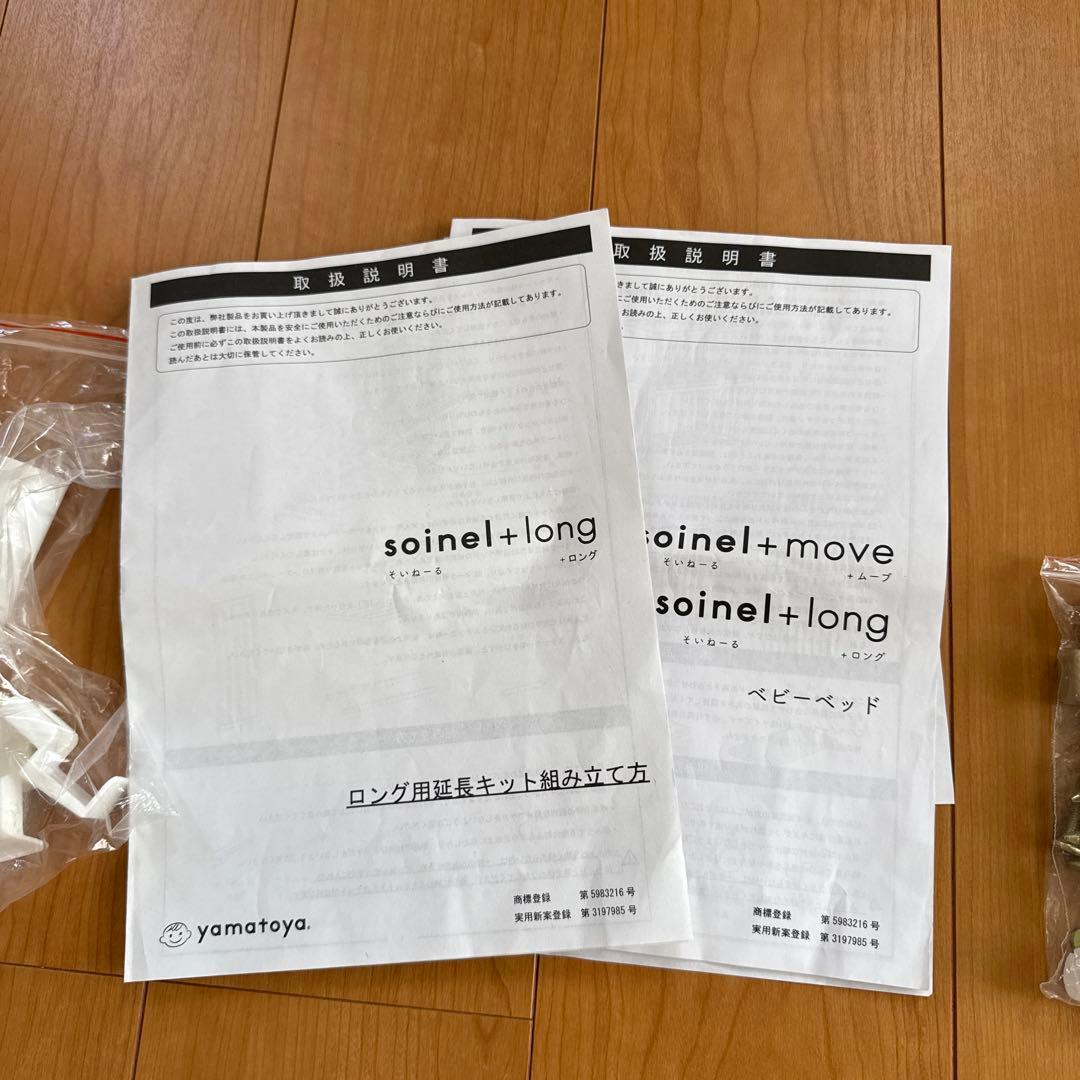 取扱説明書
この度は、弊社製品をお買い上げ頂きまして誠にありがとうございます。
この取扱説明書には、本製品を安全にご使用いただくためのご注意ならびにご使用方法が記載してあります。
ご使用前に必ずこの取扱説明書をよくお読みの上、正しくお使いください。
読んだあとは大切に保管してください。
soinel+long
そいねーる +ロング
ロング用延長キット組み立て方
商標登録 第5983216号
実用新案登録 第3197985号
yamatoya®
取扱説明書
きまして誠にありがとうございます。
にご使用いただくためのご注意ならびにご使用方法が記載してあります。
お読みの上、正しくお使いください。
soinel+move
そいねーる +ムーブ
soinel+long
そいねーる +ロング
ベビーベッド
商標登録 第5983216号
実用新案登録 第3197985号